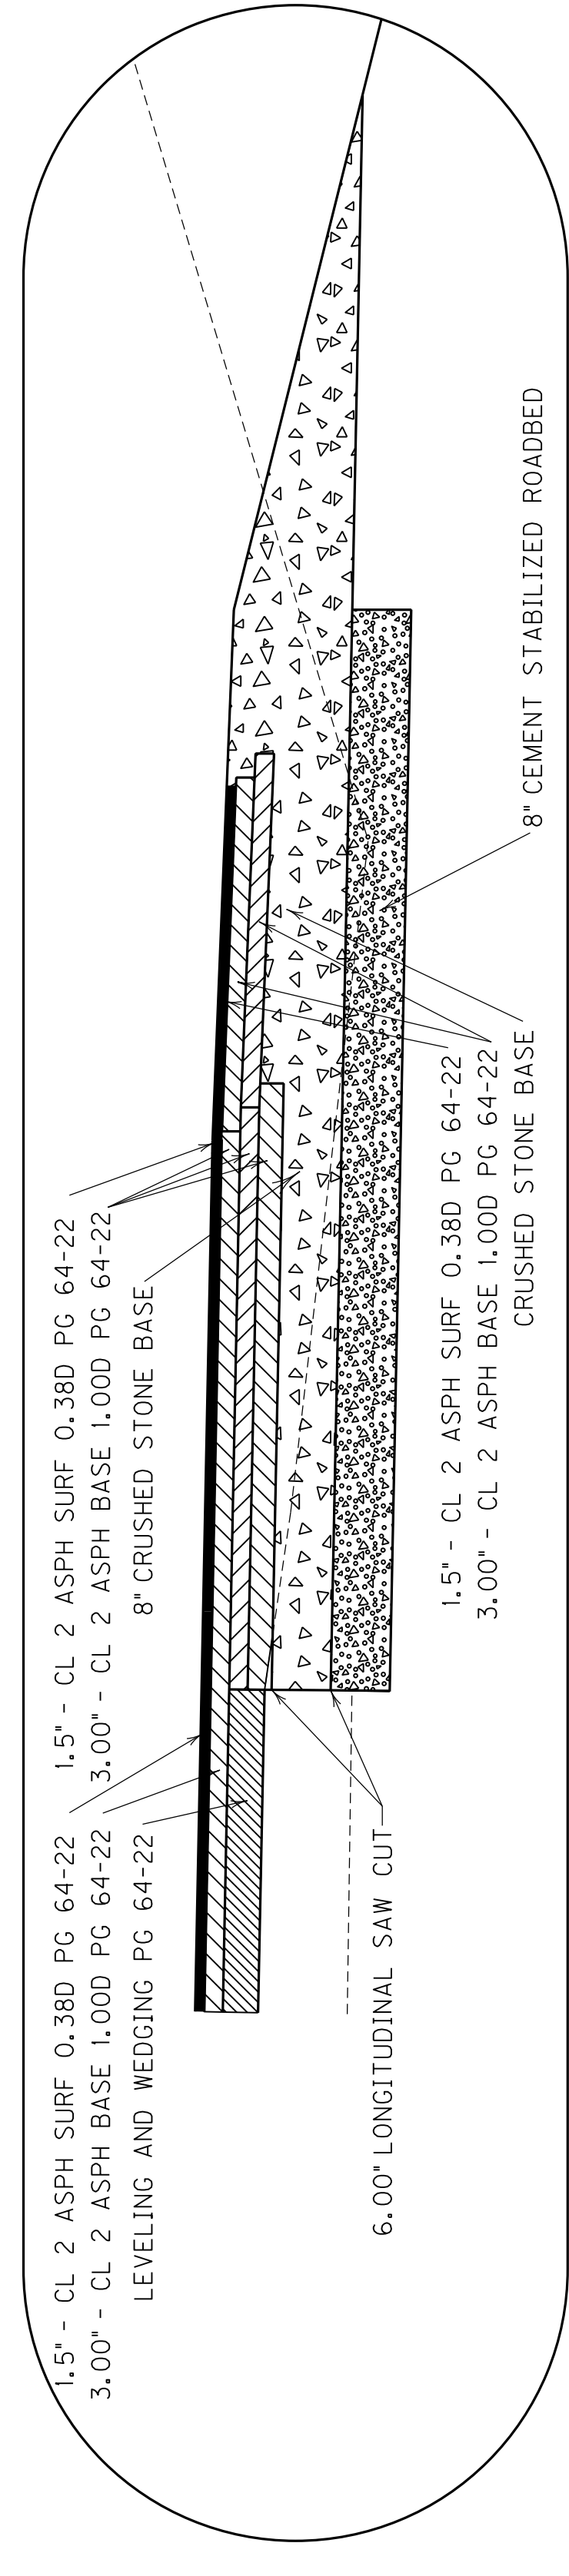 1.5" - CL 2 ASPH SURF 0.38D PG 64-22
3.00" - CL 2 ASPH BASE 1.00D PG 64-22
LEVELING AND WEDGING PG 64-22
1.5" - CL 2 ASPH SURF 0.38D PG 64-22
3.00" - CL 2 ASPH BASE 1.00D PG 64-22
8" CRUSHED STONE BASE
6.00" LONGITUDINAL SAW CUT
1.5" - CL 2 ASPH SURF 0.38D PG 64-22
3.00" - CL 2 ASPH BASE 1.00D PG 64-22
CRUSHED STONE BASE
8" CEMENT STABILIZED ROADBED